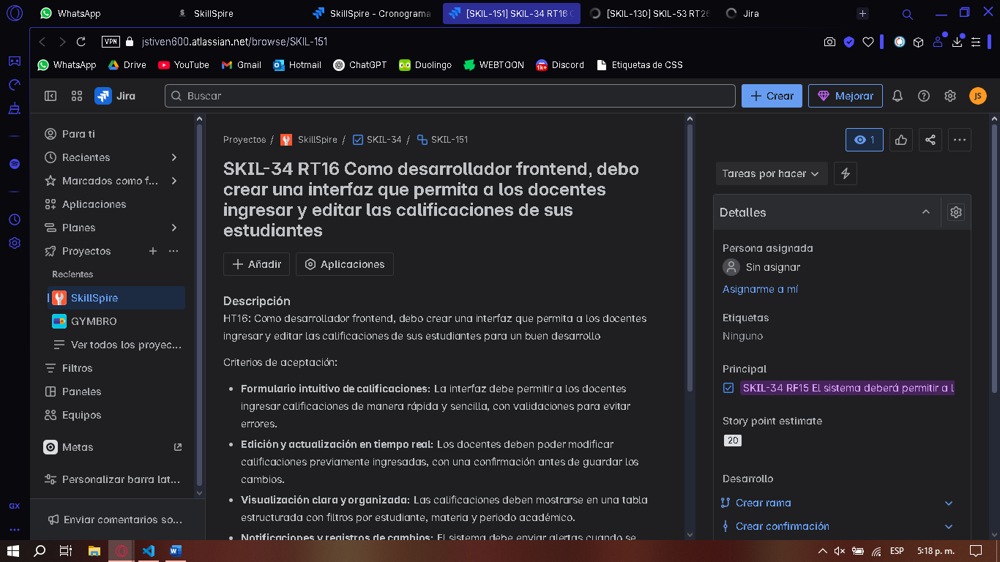 WhatsApp
SkillSpire
SkillSpire - Cronograma
[SKIL-151] SKIL-34 RT16 C
[SKIL-130] SKIL-53 RT26
Jira
VPN
jstiven600.atlassian.net/browse/SKIL-151
WhatsApp
Drive
YouTube
Gmail
Hotmail
ChatGPT
Duolingo
WEBTOON
1k+
Discord
Etiquetas de CSS
Jira
Buscar
Crear
Mejorar
JS
Para ti
Recientes
Marcados como f...
Aplicaciones
Planes
Proyectos
Recientes
SkillSpire
GYMBRO
Ver todos los proyec...
Filtros
Paneles
Equipos
Metas
Personalizar barra lat...
Enviar comentarios so...
GX
Proyectos / SkillSpire / SKIL-34 / SKIL-151
SKIL-34 RT16 Como desarrollador frontend, debo
crear una interfaz que permita a los docentes
ingresar y editar las calificaciones de sus
estudiantes
Añadir
Aplicaciones
Descripción
HT16: Como desarrollador frontend, debo crear una interfaz que permita a los docentes
ingresar y editar las calificaciones de sus estudiantes para un buen desarrollo
Criterios de aceptación:
• Formulario intuitivo de calificaciones: La interfaz debe permitir a los docentes
ingresar calificaciones de manera rápida y sencilla, con validaciones para evitar
errores.
• Edición y actualización en tiempo real: Los docentes deben poder modificar
calificaciones previamente ingresadas, con una confirmación antes de guardar los
cambios.
• Visualización clara y organizada: Las calificaciones deben mostrarse en una tabla
estructurada con filtros por estudiante, materia y periodo académico.
• Notificaciones y registros de cambios: El sistema debe enviar alertas cuando se
1
Tareas por hacer
Detalles
Persona asignada
Sin asignar
Asignarme a mí
Etiquetas
Ninguno
Principal
SKIL-34 RF15 El sistema deberá permitir a l
Story point estimate
20
Desarrollo
Crear rama
Crear confirmación
ESP
5:18 p. m.